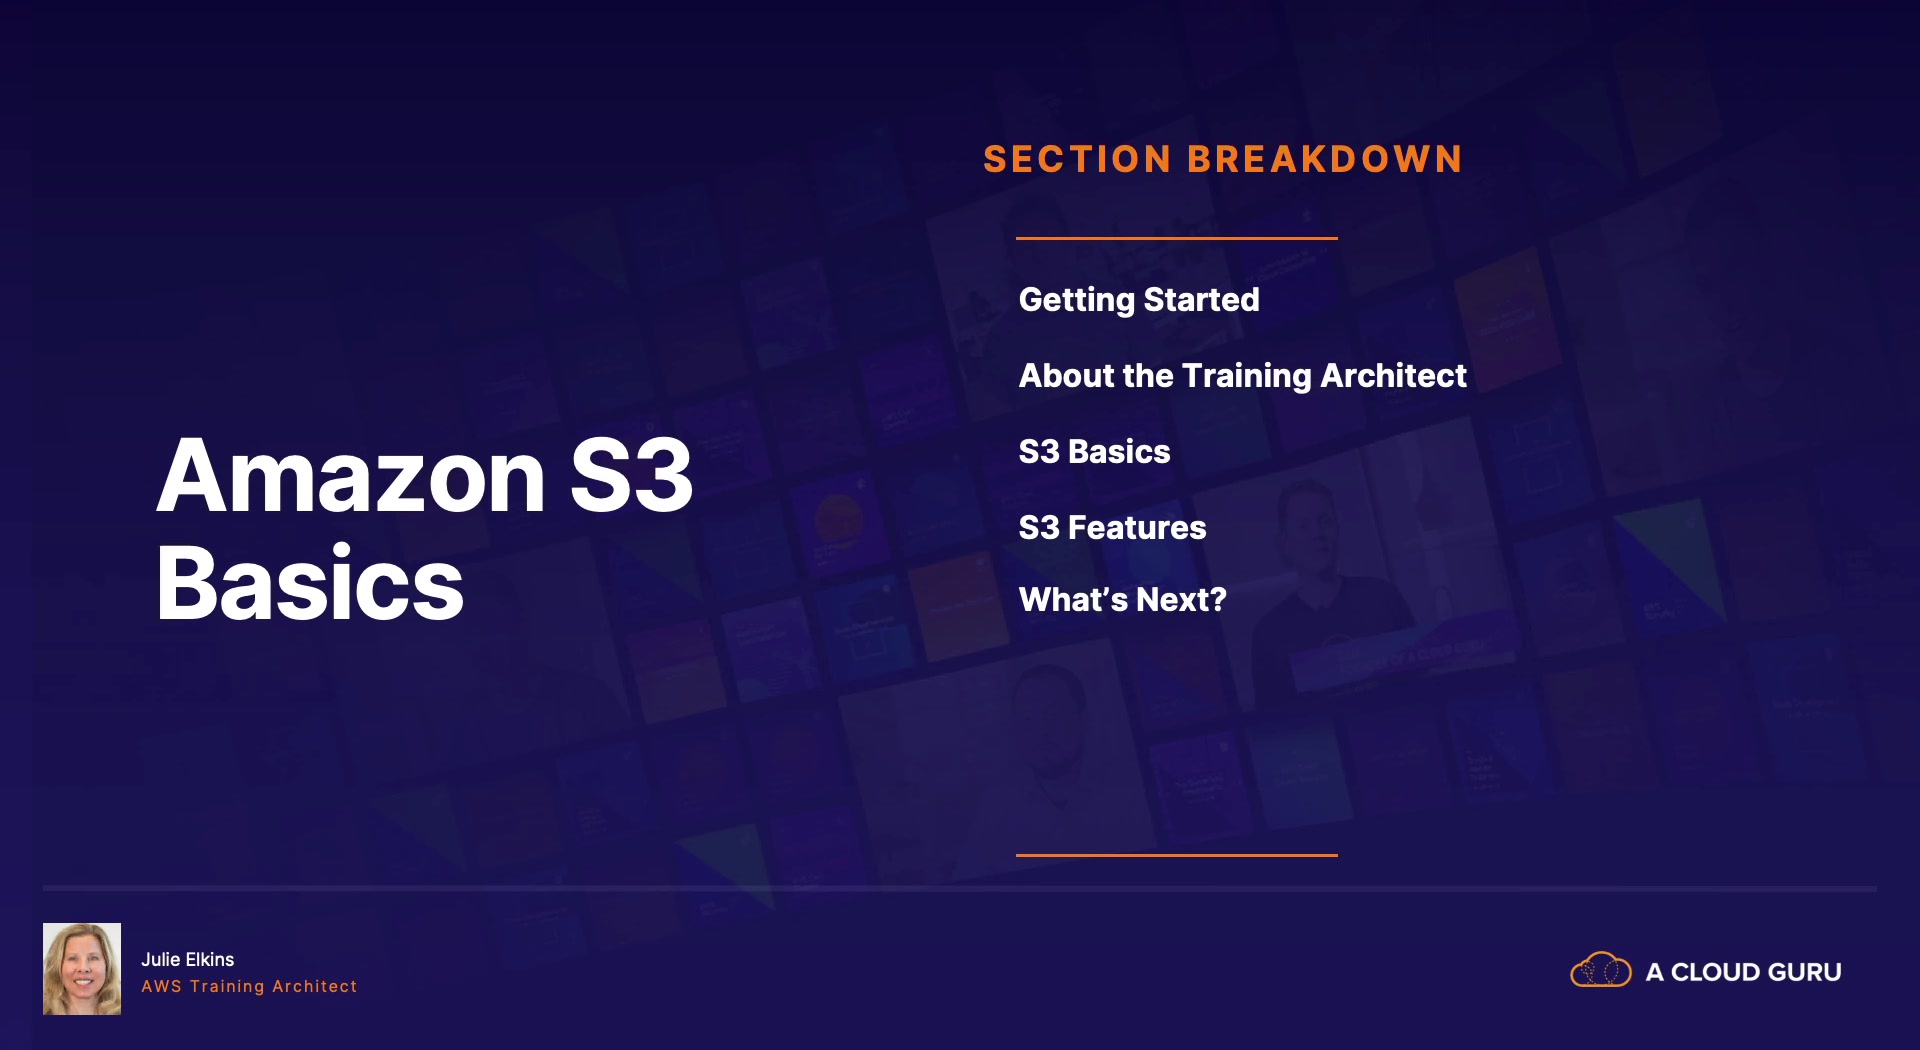 Amazon S3
Basics
SECTION BREAKDOWN
Getting Started
About the Training Architect
S3 Basics
S3 Features
What’s Next?
Julie Elkins
AWS Training Architect
A CLOUD GURU